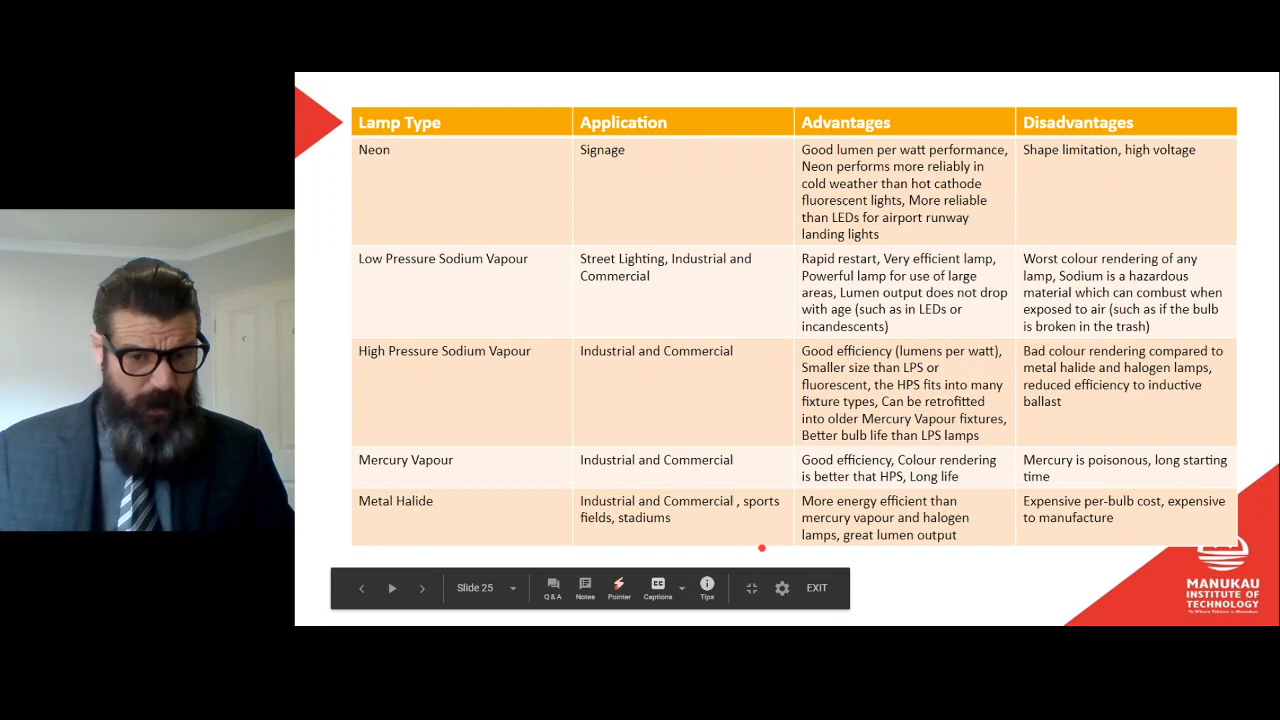 Lamp Type
Application
Advantages
Disadvantages
Neon
Signage
Good lumen per watt performance,
Neon performs more reliably in
cold weather than hot cathode
fluorescent lights, More reliable
than LEDs for airport runway
landing lights
Shape limitation, high voltage
Low Pressure Sodium Vapour
Street Lighting, Industrial and
Commercial
Rapid restart, Very efficient lamp,
Powerful lamp for use of large
areas, Lumen output does not drop
with age (such as in LEDs or
incandescents)
Worst colour rendering of any
lamp, Sodium is a hazardous
material which can combust when
exposed to air (such as if the bulb
is broken in the trash)
High Pressure Sodium Vapour
Industrial and Commercial
Good efficiency (lumens per watt),
Smaller size than LPS or
fluorescent, the HPS fits into many
fixture types, Can be retrofitted
into older Mercury Vapour fixtures,
Better bulb life than LPS lamps
Bad colour rendering compared to
metal halide and halogen lamps,
reduced efficiency to inductive
ballast
Mercury Vapour
Industrial and Commercial
Good efficiency, Colour rendering
is better that HPS, Long life
Mercury is poisonous, long starting
time
Metal Halide
Industrial and Commercial , sports
fields, stadiums
More energy efficient than
mercury vapour and halogen
lamps, great lumen output
Expensive per-bulb cost, expensive
to manufacture
Slide 25
Q & A
Notes
Pointer
CC
Captions
Tips
EXIT
MANUKAU
INSTITUTE OF
TECHNOLOGY